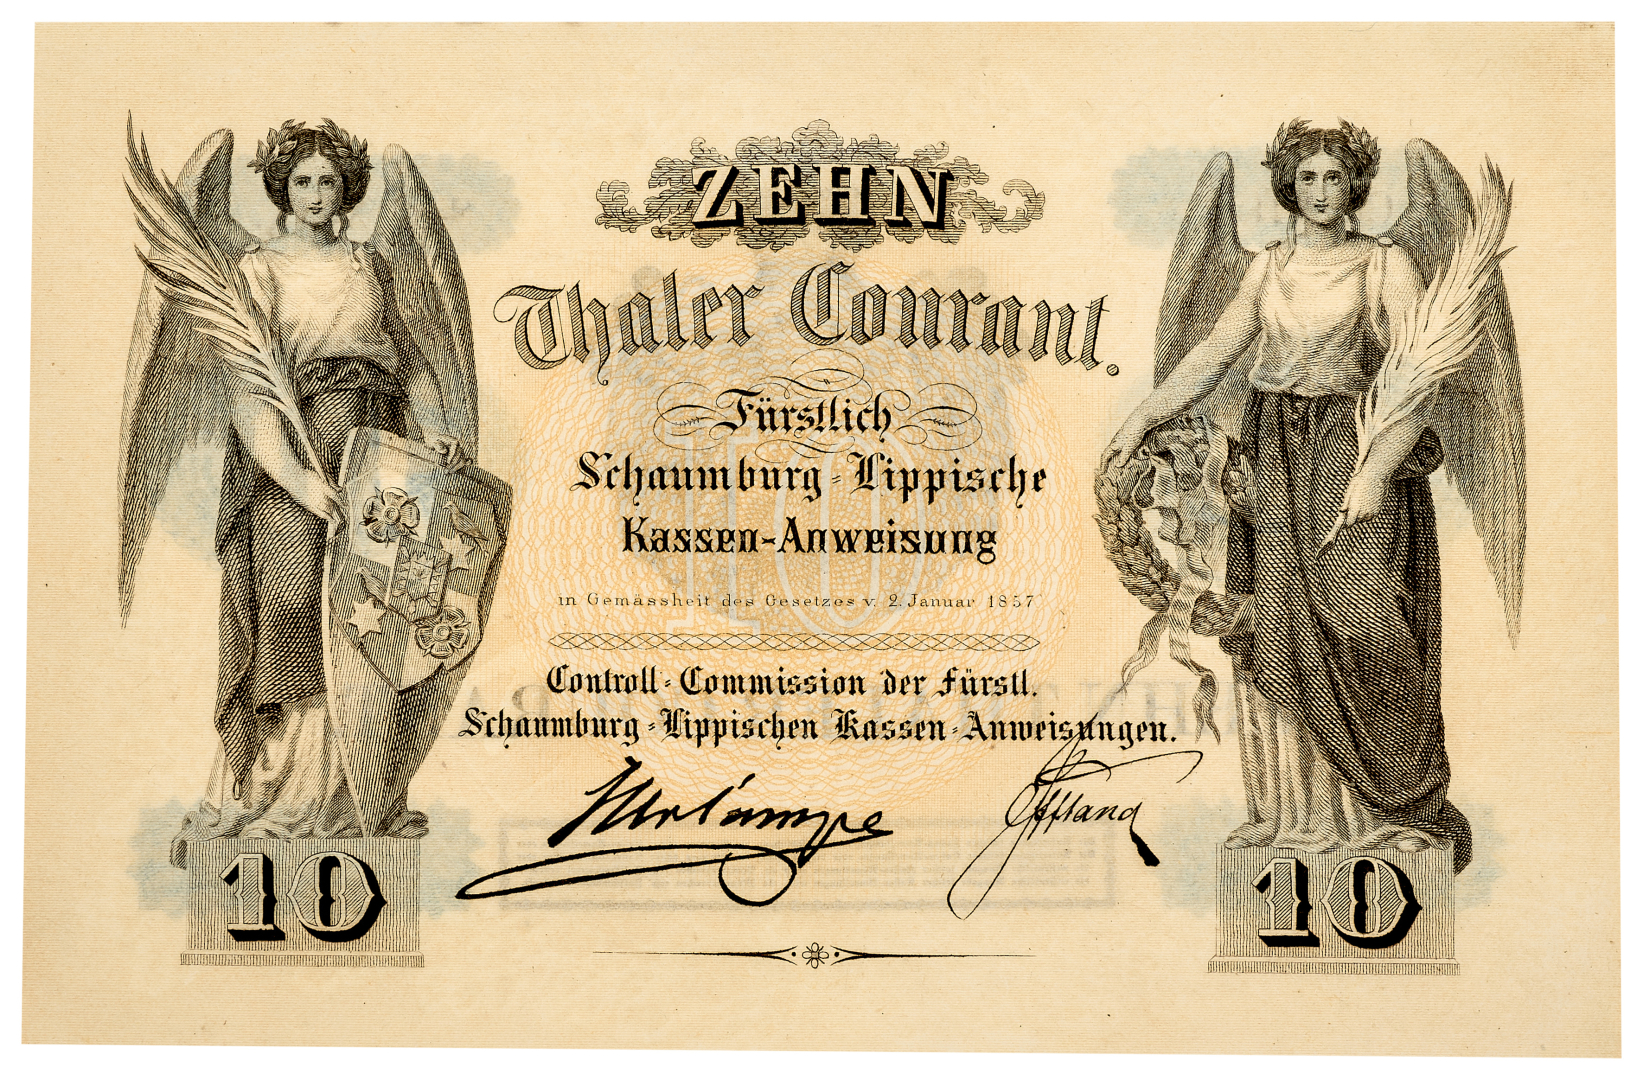 ZEHN
Thaler Courant.
Fürstlich
Schaumburg-Lippische
Kassen-Anweisung
in Gemässheit des Gesetzes v. 2. Januar 1857
Controll-Commission der Fürstl.
Schaumburg-Lippischen Kassen-Anweisungen.
10 10